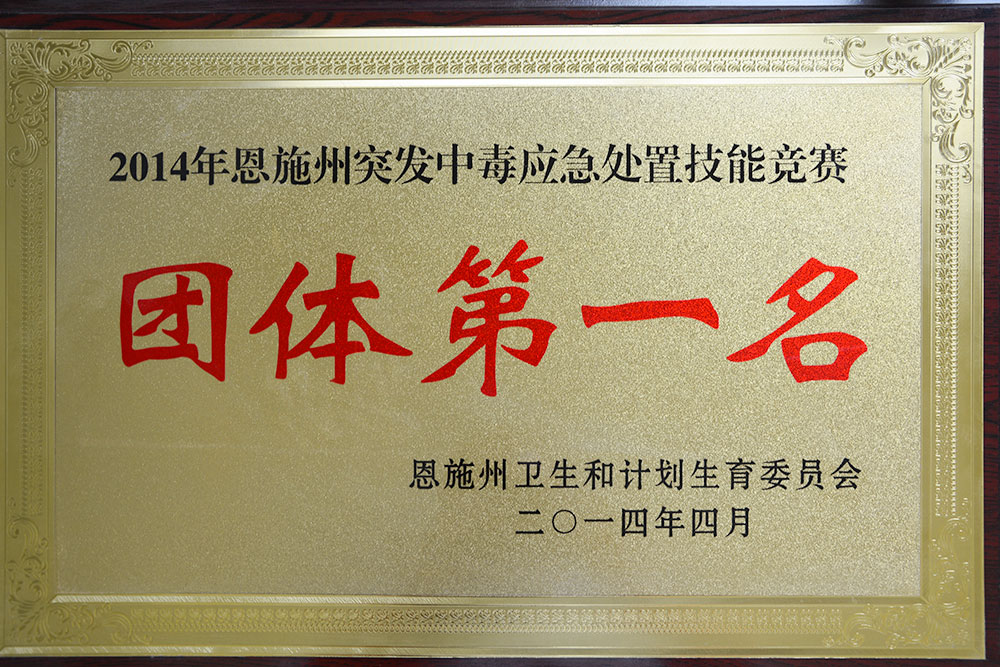 2014年恩施州突发中毒应急处置技能竞赛
团体第一名
恩施州卫生和计划生育委员会
二〇一四年四月